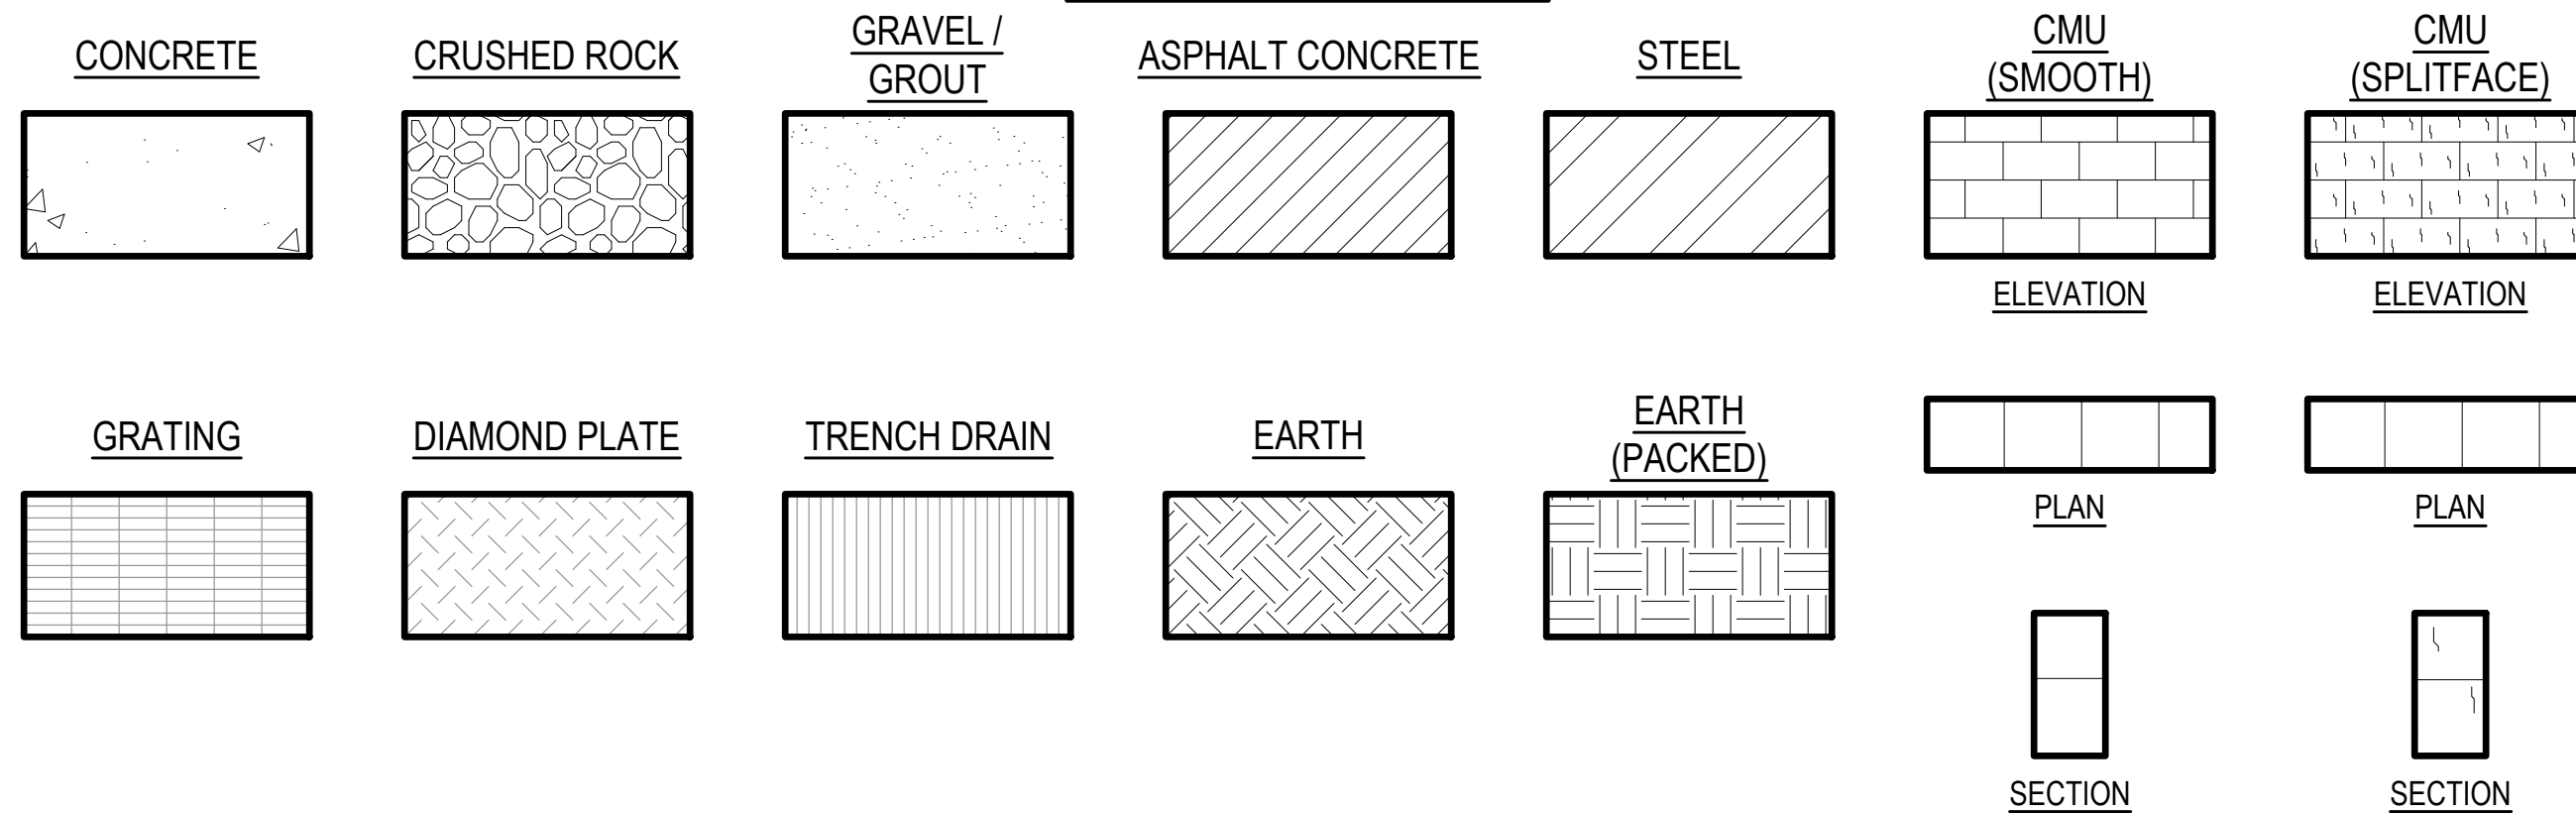 CONCRETE
CRUSHED ROCK
GRAVEL /
GROUT
ASPHALT CONCRETE
STEEL
CMU
(SMOOTH)
CMU
(SPLITFACE)
ELEVATION
ELEVATION
GRATING
DIAMOND PLATE
TRENCH DRAIN
EARTH
EARTH
(PACKED)
PLAN
PLAN
SECTION
SECTION